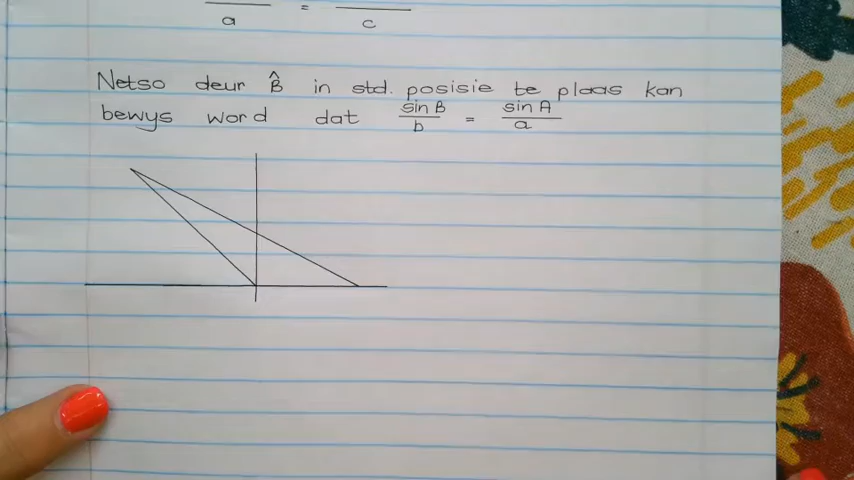 a = c
Netso deur B̂ in std. posisie te plaas kan
bewys word dat sin B/b = sin A/a